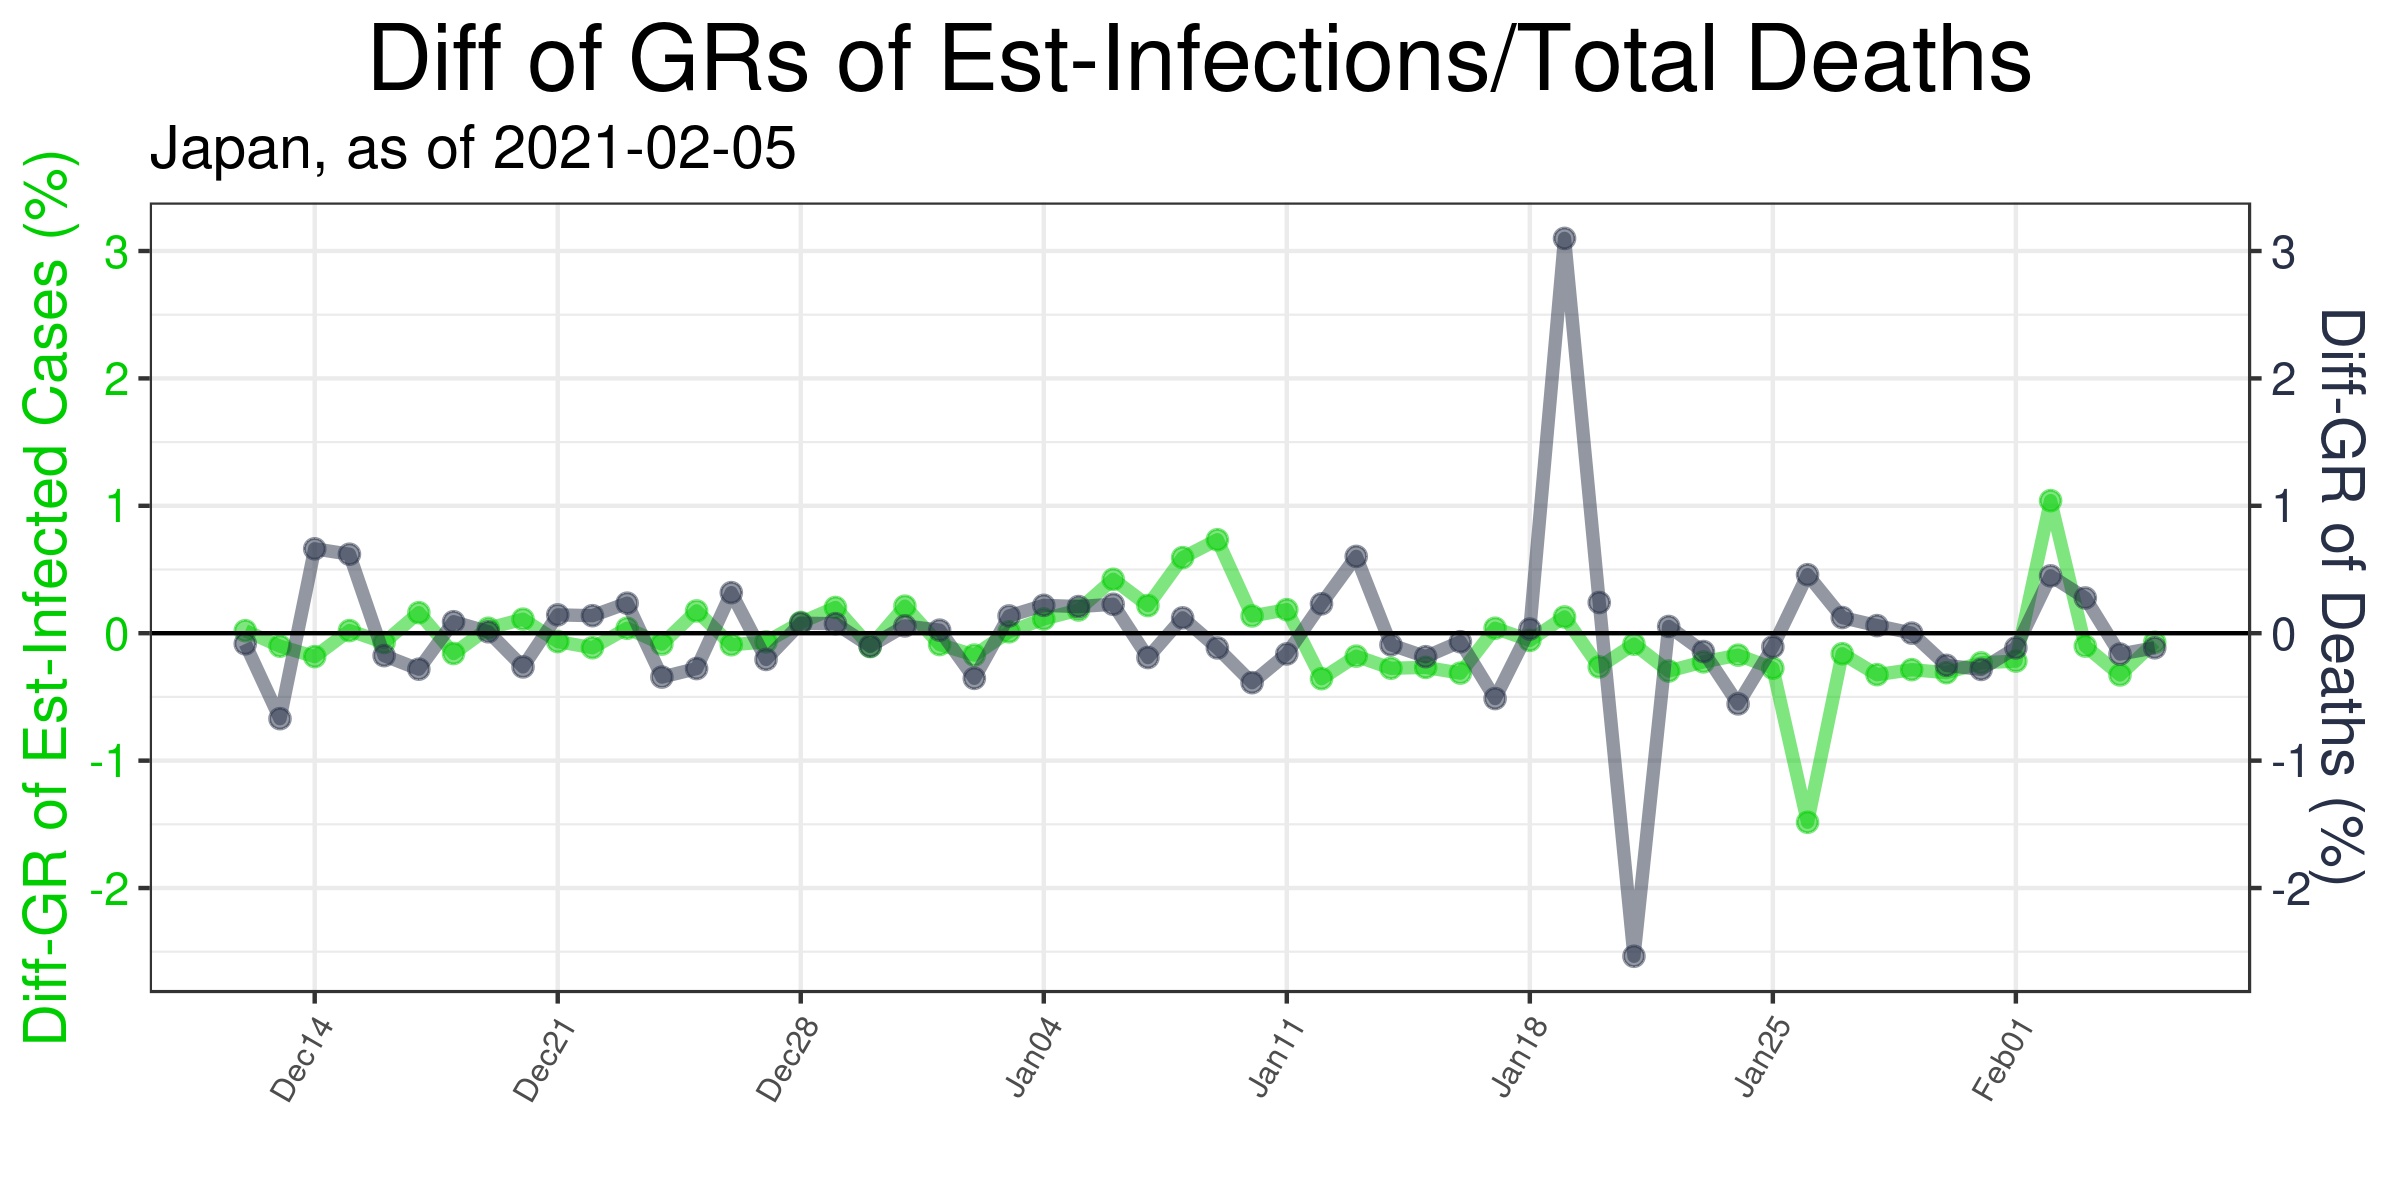 Diff of GRs of Est-Infections/Total Deaths
Japan, as of 2021-02-05
Diff-GR of Est-Infected Cases (%)
3
2
1
0
-1
-2
3
2
1
0
-1
-2
Diff-GR of Deaths (%)
Dec14
Dec21
Dec28
Jan04
Jan11
Jan18
Jan25
Feb01